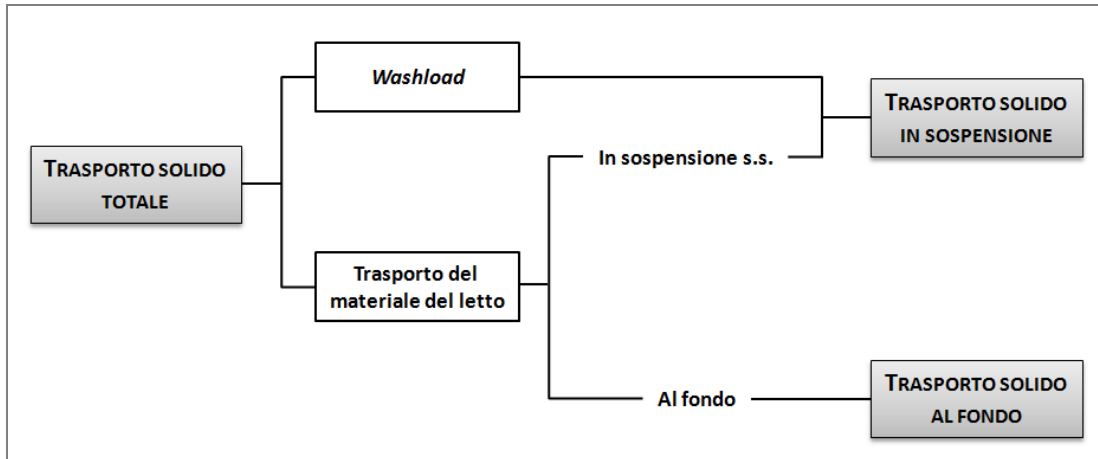 Washload
TRASPORTO SOLIDO
IN SOSPENSIONE
In sospensione s.s.
TRASPORTO SOLIDO
TOTALE
Trasporto del
materiale del letto
Al fondo
TRASPORTO SOLIDO
AL FONDO